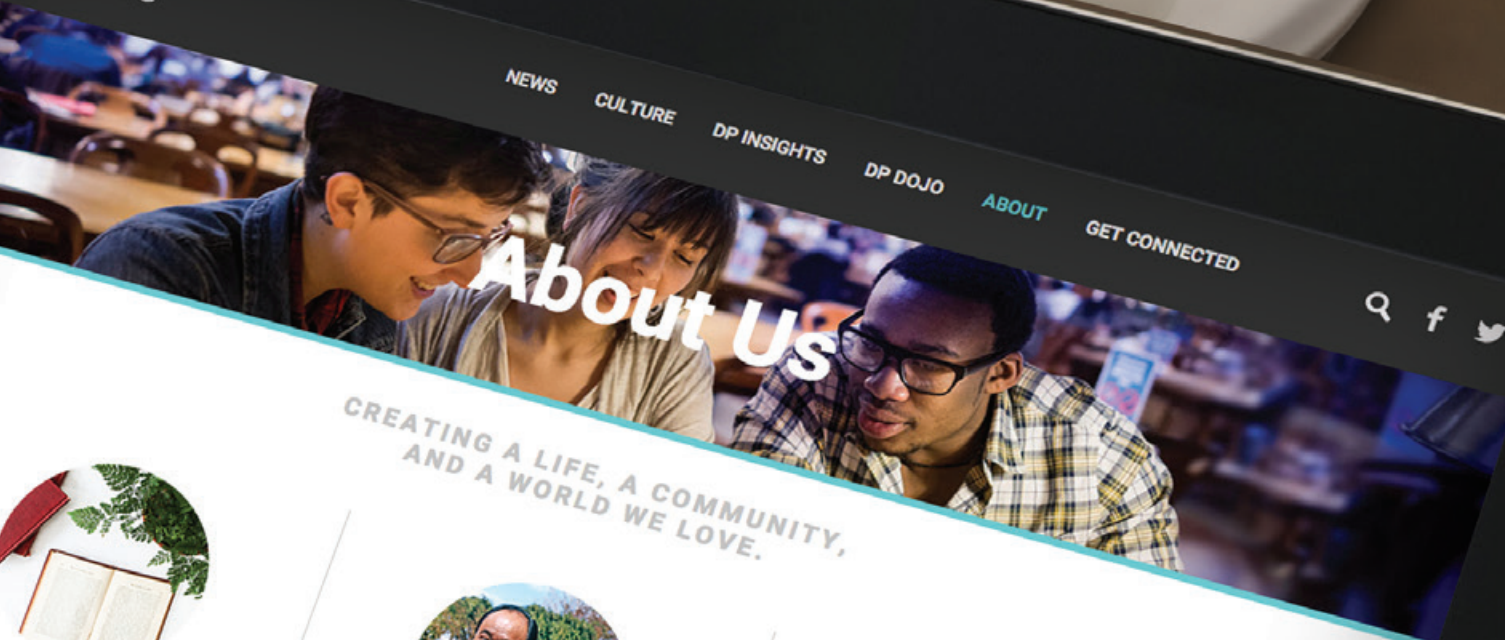 NEWS CULTURE DP INSIGHTS DP DOJO ABOUT GET CONNECTED
About Us
CREATING A LIFE, A COMMUNITY,
AND A WORLD WE LOVE.